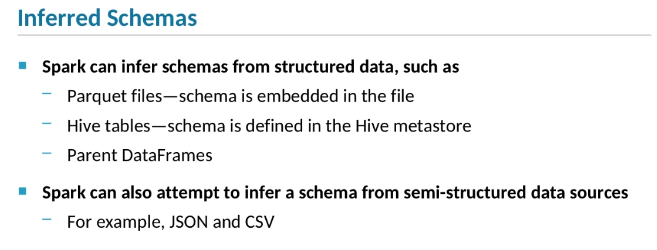 Inferred Schemas
▪ Spark can infer schemas from structured data, such as
– Parquet files—schema is embedded in the file
– Hive tables—schema is defined in the Hive metastore
– Parent DataFrames
▪ Spark can also attempt to infer a schema from semi-structured data sources
– For example, JSON and CSV